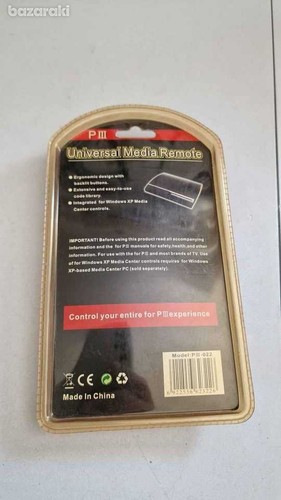 bazaraki
PIII
Universal Media Remote
Ergonomic design with
backlit buttons.
Extensive and easy-to-use
code library.
Integrated for Windows XP Media
Center controls.
IMPORTANT! Before using this product read all accompanying
information and the for PIII manuals for safety,health,and other
information. For use with the for PIII and most brands of TV. Use
of for Windows XP Media Center controls requires for Windows
XP-based Media Center PC (sold separately).
Control your entire for PIII experience
Model:PIII-022
CE
Made In China